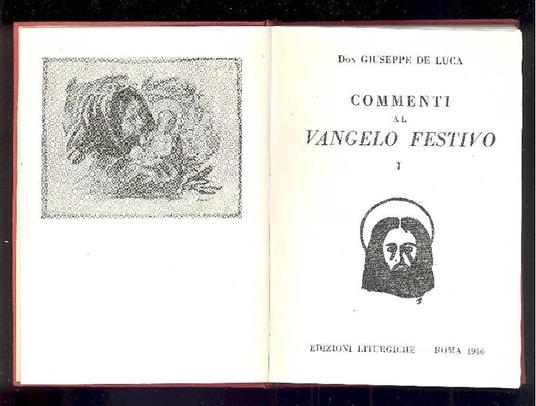 Don GIUSEPPE DE LUCA
COMMENTI
AL
VANGELO FESTIVO
I
EDIZIONI LITURGICHE ROMA 1946